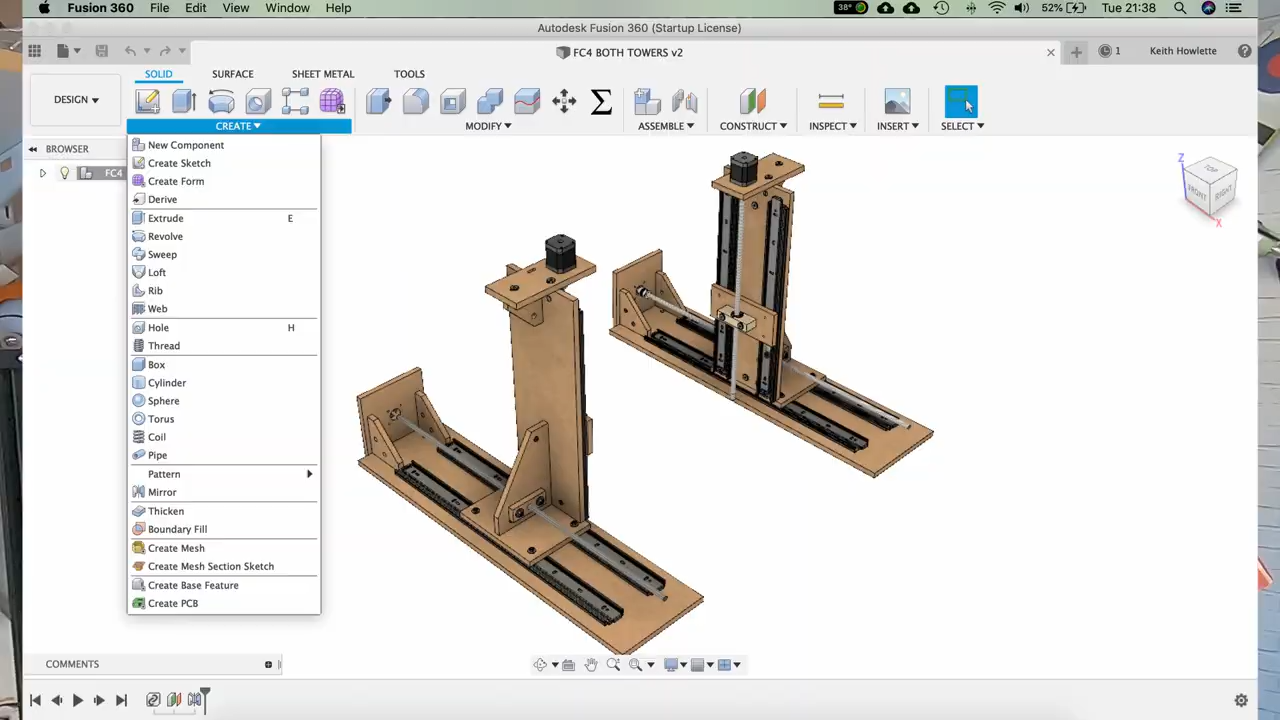 Fusion 360 File Edit View Window Help 38° 52% Tue 21:38
Autodesk Fusion 360 (Startup License)
FC4 BOTH TOWERS v2 1 Keith Howlette
SOLID SURFACE SHEET METAL TOOLS
DESIGN
CREATE MODIFY ASSEMBLE CONSTRUCT INSPECT INSERT SELECT
BROWSER
FC4
New Component
Create Sketch
Create Form
Derive
Extrude E
Revolve
Sweep
Loft
Rib
Web
Hole H
Thread
Box
Cylinder
Sphere
Torus
Coil
Pipe
Pattern
Mirror
Thicken
Boundary Fill
Create Mesh
Create Mesh Section Sketch
Create Base Feature
Create PCB
Z
TOP
FRONT RIGHT
X
COMMENTS